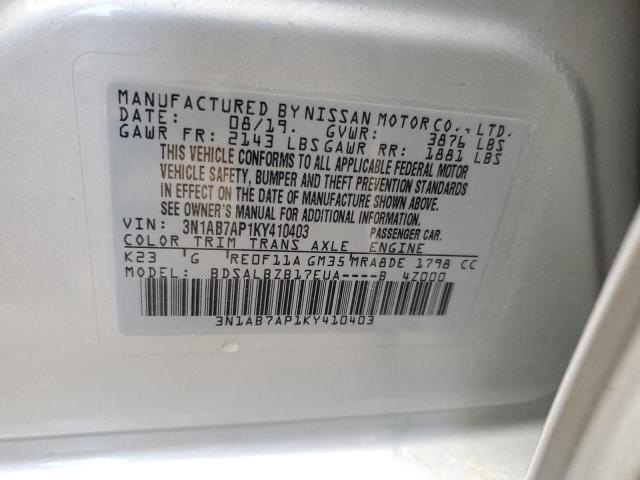 MANUFACTURED BY NISSAN MOTOR CO., LTD.
DATE: 08/19. GVWR: 3876 LBS
GAWR FR: 2143 LBS GAWR RR: 1881 LBS
THIS VEHICLE CONFORMS TO ALL APPLICABLE FEDERAL MOTOR
VEHICLE SAFETY, BUMPER AND THEFT PREVENTION STANDARDS
IN EFFECT ON THE DATE OF MANUFACTURE SHOWN ABOVE.
SEE OWNER'S MANUAL FOR ADDITIONAL INFORMATION.
VIN: 3N1AB7AP1KY410403 PASSENGER CAR.
COLOR TRIM TRANS AXLE ENGINE
K23 G RE0F11A GM35 MRA8DE 1798 CC
MODEL: BDSALBZB17EUA----B 4Z000
3N1AB7AP1KY410403